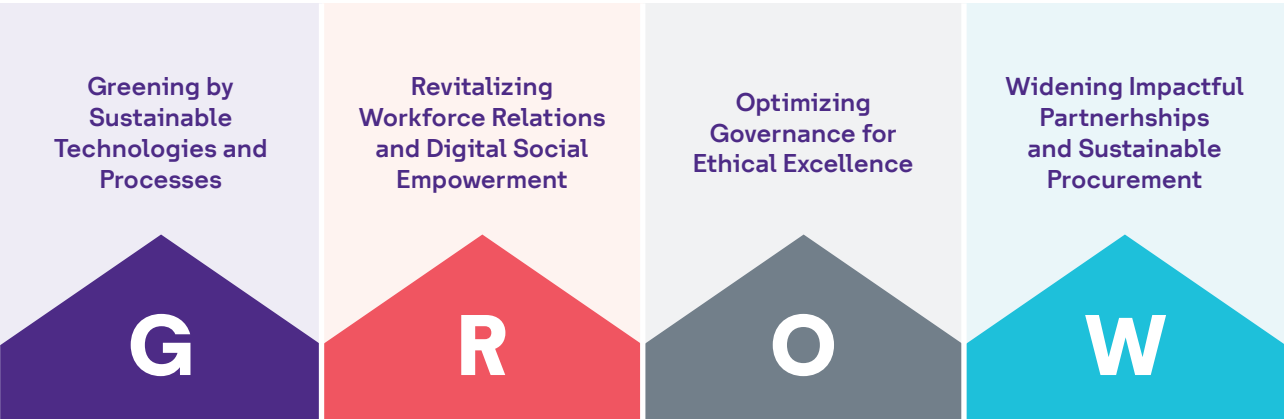 Greening by
Sustainable
Technologies and
Processes
G
Revitalizing
Workforce Relations
and Digital Social
Empowerment
R
Optimizing
Governance for
Ethical Excellence
O
Widening Impactful
Partnerhships
and Sustainable
Procurement
W